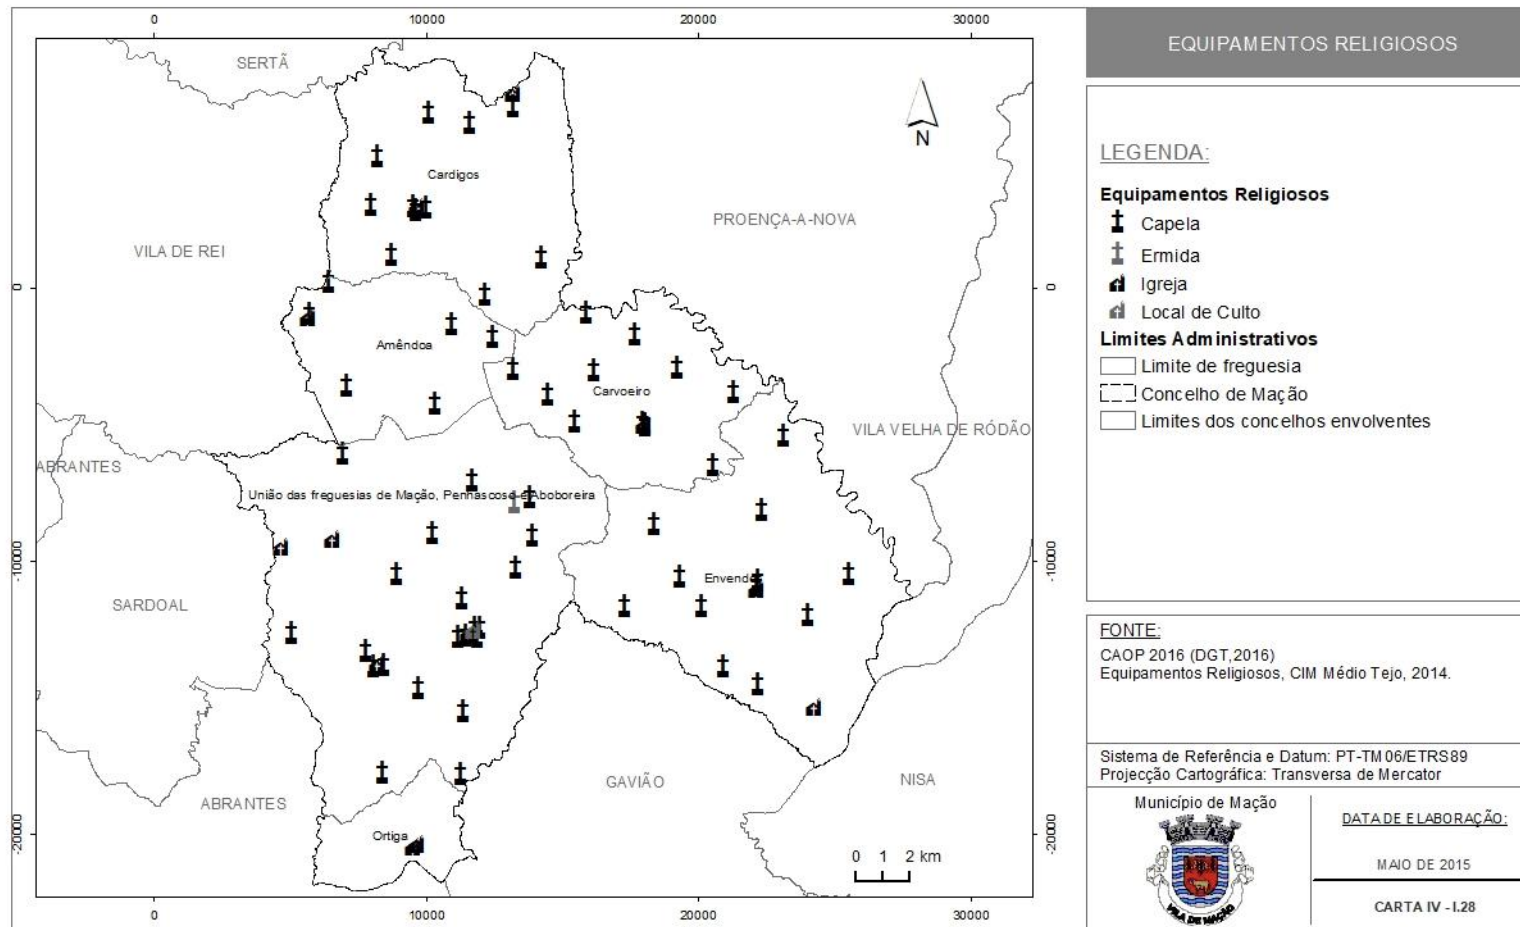 0 10000 20000 30000
EQUIPAMENTOS RELIGIOSOS
SERTÃ
N
Cardigos
PROENÇA-A-NOVA
VILA DE REI
0 0
Amêndoa
Carvoeiro
VILA VELHA DE RÓDÃO
ABRANTES
União das freguesias de Mação, Penhascoso e Aboboreira
-10000 -10000
Envendos
SARDOAL
GAVIÃO
NISA
ABRANTES
Ortiga
-20000 -20000
0 1 2 km
0 10000 20000 30000
LEGENDA:
Equipamentos Religiosos
Capela
Ermida
Igreja
Local de Culto
Limites Administrativos
Limite de freguesia
Concelho de Mação
Limites dos concelhos envolventes
FONTE:
CAOP 2016 (DGT,2016)
Equipamentos Religiosos, CIM Médio Tejo, 2014.
Sistema de Referência e Datum: PT-TM06/ETRS89
Projecção Cartográfica: Transversa de Mercator
Município de Mação
VILA DE MAÇÃO
DATA DE ELABORAÇÃO:
MAIO DE 2015
CARTA IV - I.28